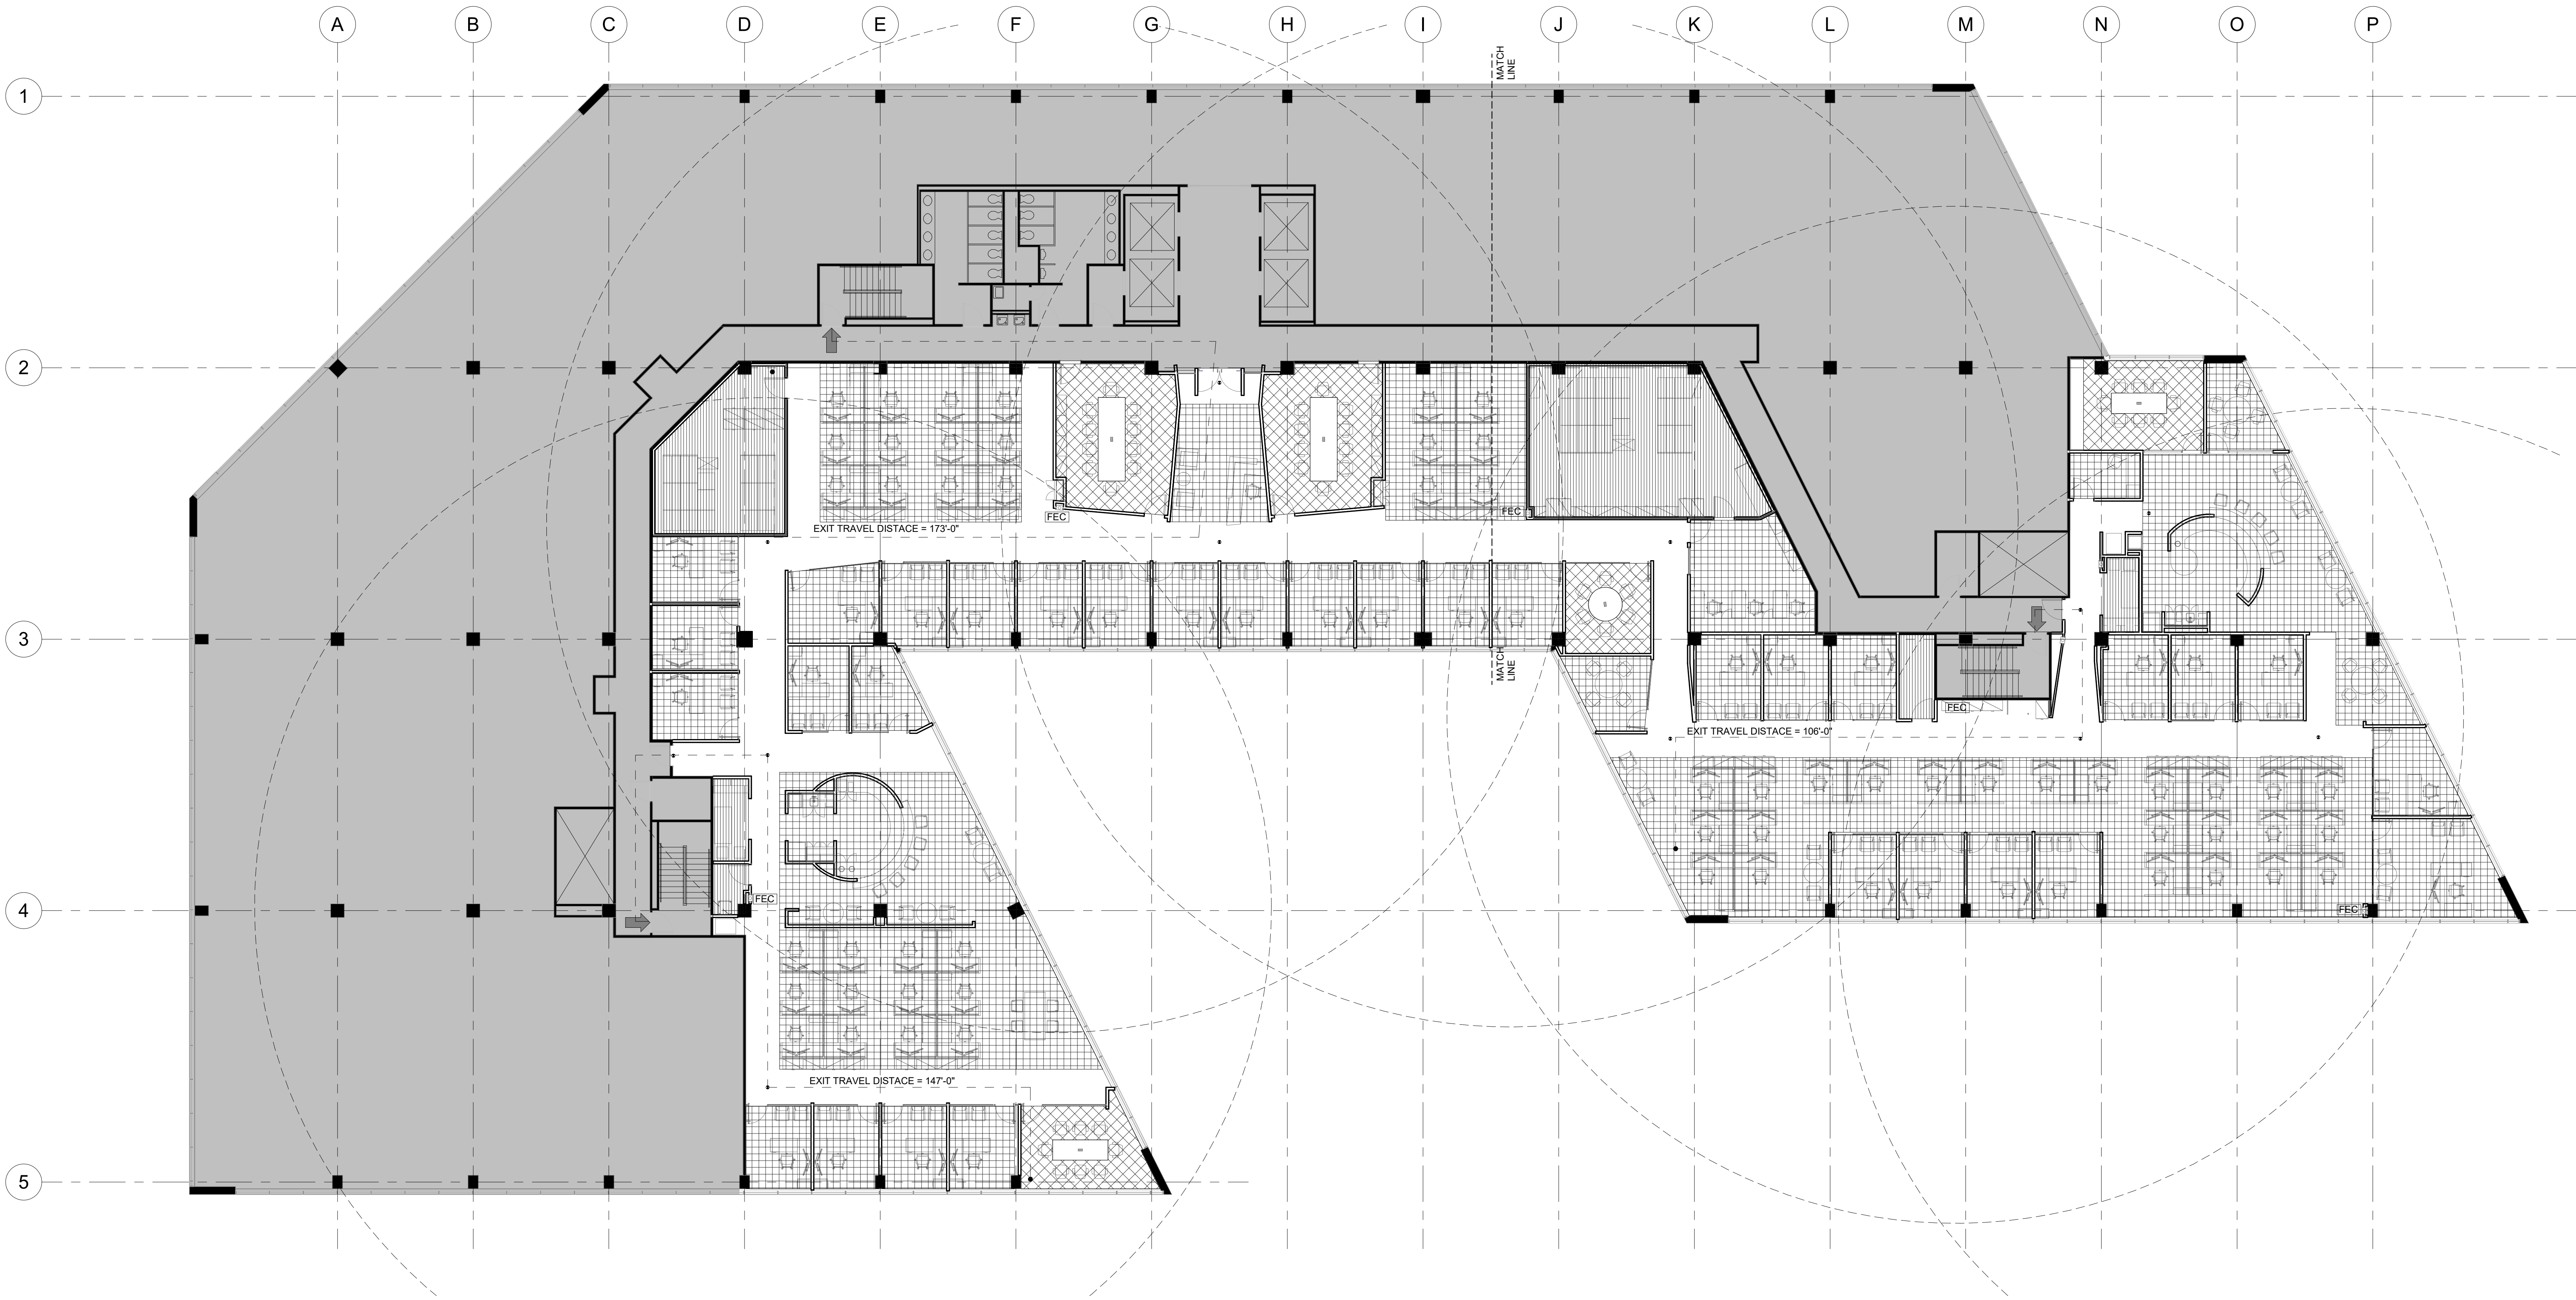 A
B
C
D
E
F
G
H
I
J
K
L
M
N
O
P
MATCH
LINE
1
2
FEC
FEC
EXIT TRAVEL DISTACE = 173'-0"
3
MATCH
LINE
FEC
EXIT TRAVEL DISTACE = 106'-0"
FEC
4
FEC
EXIT TRAVEL DISTACE = 147'-0"
5